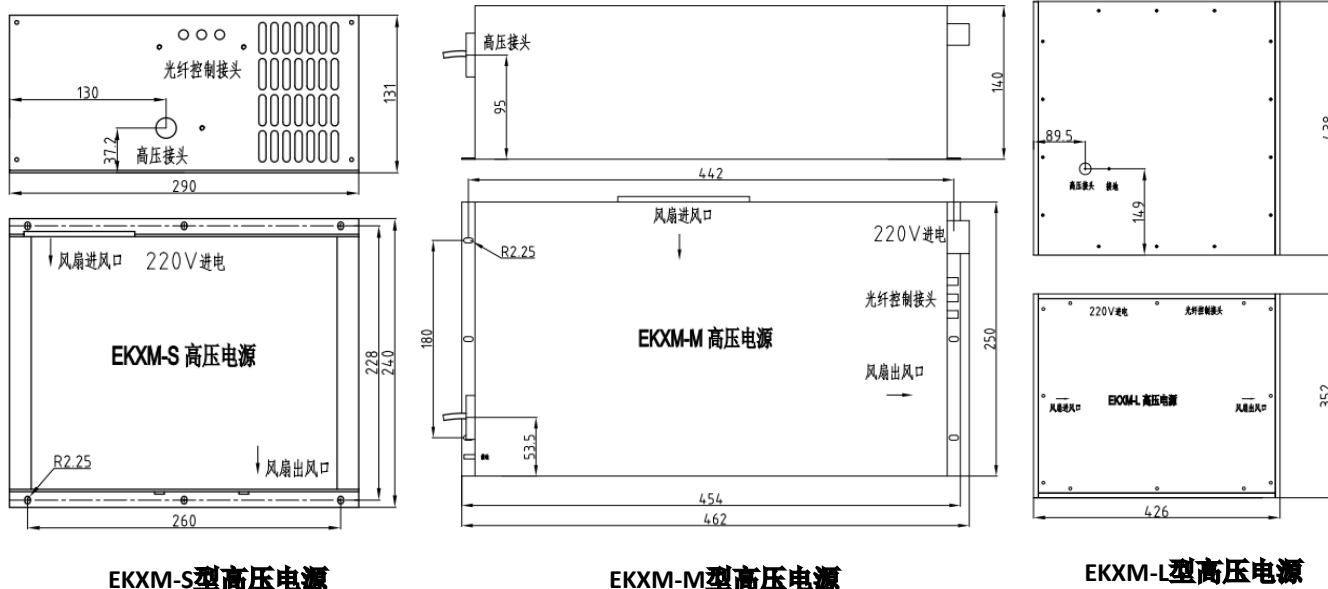 光纤控制接头
130
131
37.2
高压接头
290
风扇进风口
220V进电
EKXM-S 高压电源
228
240
R2.25
风扇出风口
260
EKXM-S型高压电源
高压接头
95
140
442
风扇进风口
220V进电
R2.25
光纤控制接头
180
EKXM-M 高压电源
250
风扇出风口
53.5
接地
454
462
EKXM-M型高压电源
89.5
高压接头
接地
149
220V进电
光纤控制接头
风扇进风口
EKXM-L 高压电源
风扇出风口
352
426
EKXM-L型高压电源